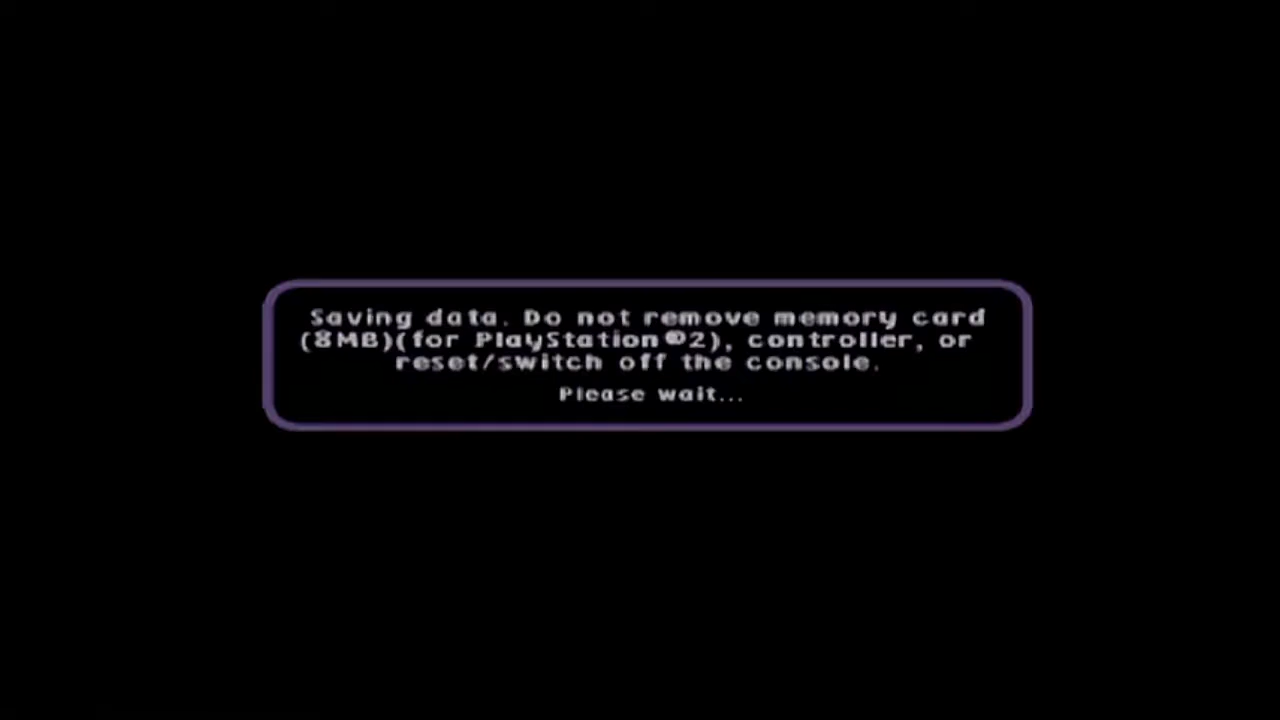 Saving data. Do not remove memory card
(8MB)(for PlayStation®2), controller, or
reset/switch off the console.
Please wait...